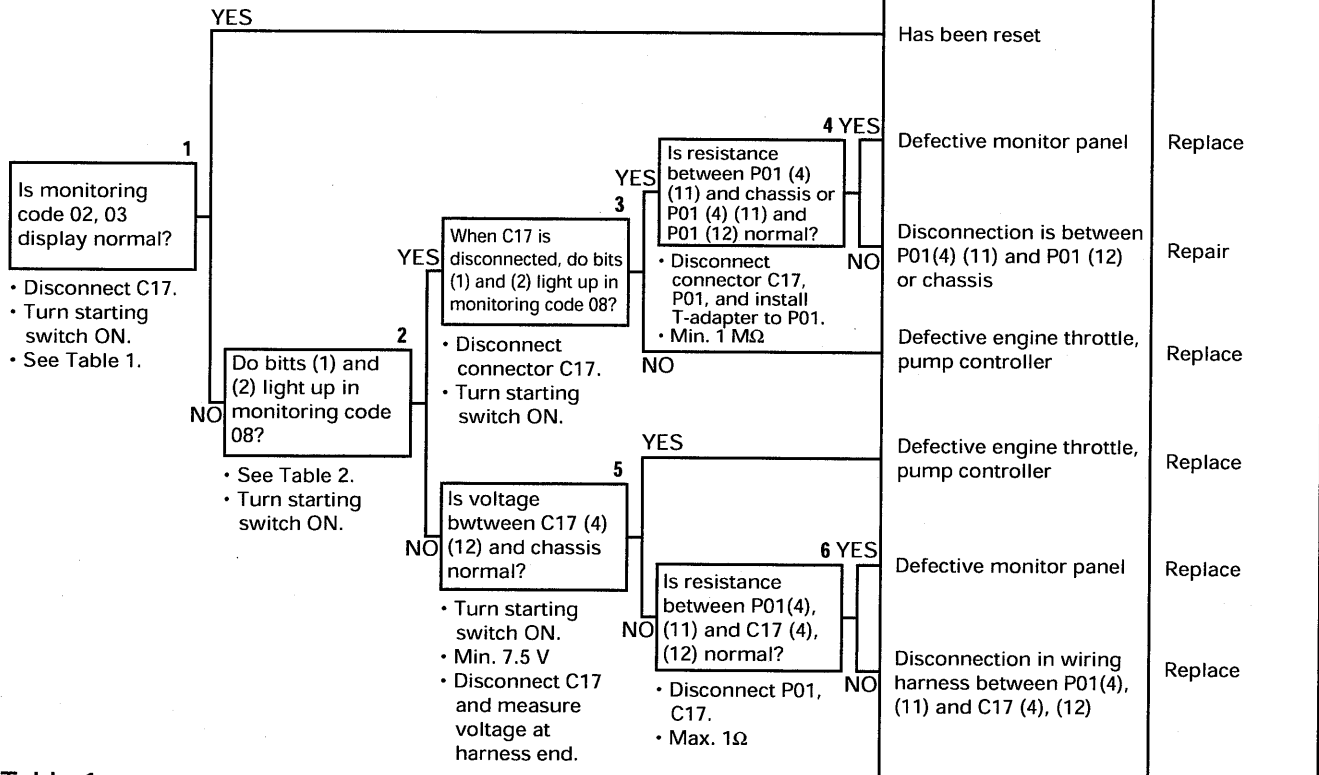 YES
Has been reset
1
Is monitoring
code 02, 03
display normal?
• Disconnect C17.
• Turn starting
switch ON.
• See Table 1.
NO
2
Do bitts (1) and
(2) light up in
monitoring code
08?
• See Table 2.
• Turn starting
switch ON.
YES
3
When C17 is
disconnected, do bits
(1) and (2) light up in
monitoring code 08?
• Disconnect
connector C17.
• Turn starting
switch ON.
YES
4 YES
Is resistance
between P01 (4)
(11) and chassis or
P01 (4) (11) and
P01 (12) normal?
• Disconnect
connector C17,
P01, and install
T-adapter to P01.
• Min. 1 MΩ
Defective monitor panel
Replace
NO
Disconnection is between
P01(4) (11) and P01 (12)
or chassis
Repair
NO
Defective engine throttle,
pump controller
Replace
NO
5
Is voltage
bwtween C17 (4)
(12) and chassis
normal?
• Turn starting
switch ON.
• Min. 7.5 V
• Disconnect C17
and measure
voltage at
harness end.
YES
Defective engine throttle,
pump controller
Replace
NO
6 YES
Is resistance
between P01(4),
(11) and C17 (4),
(12) normal?
• Disconnect P01,
C17.
• Max. 1Ω
Defective monitor panel
Replace
NO
Disconnection in wiring
harness between P01(4),
(11) and C17 (4), (12)
Replace